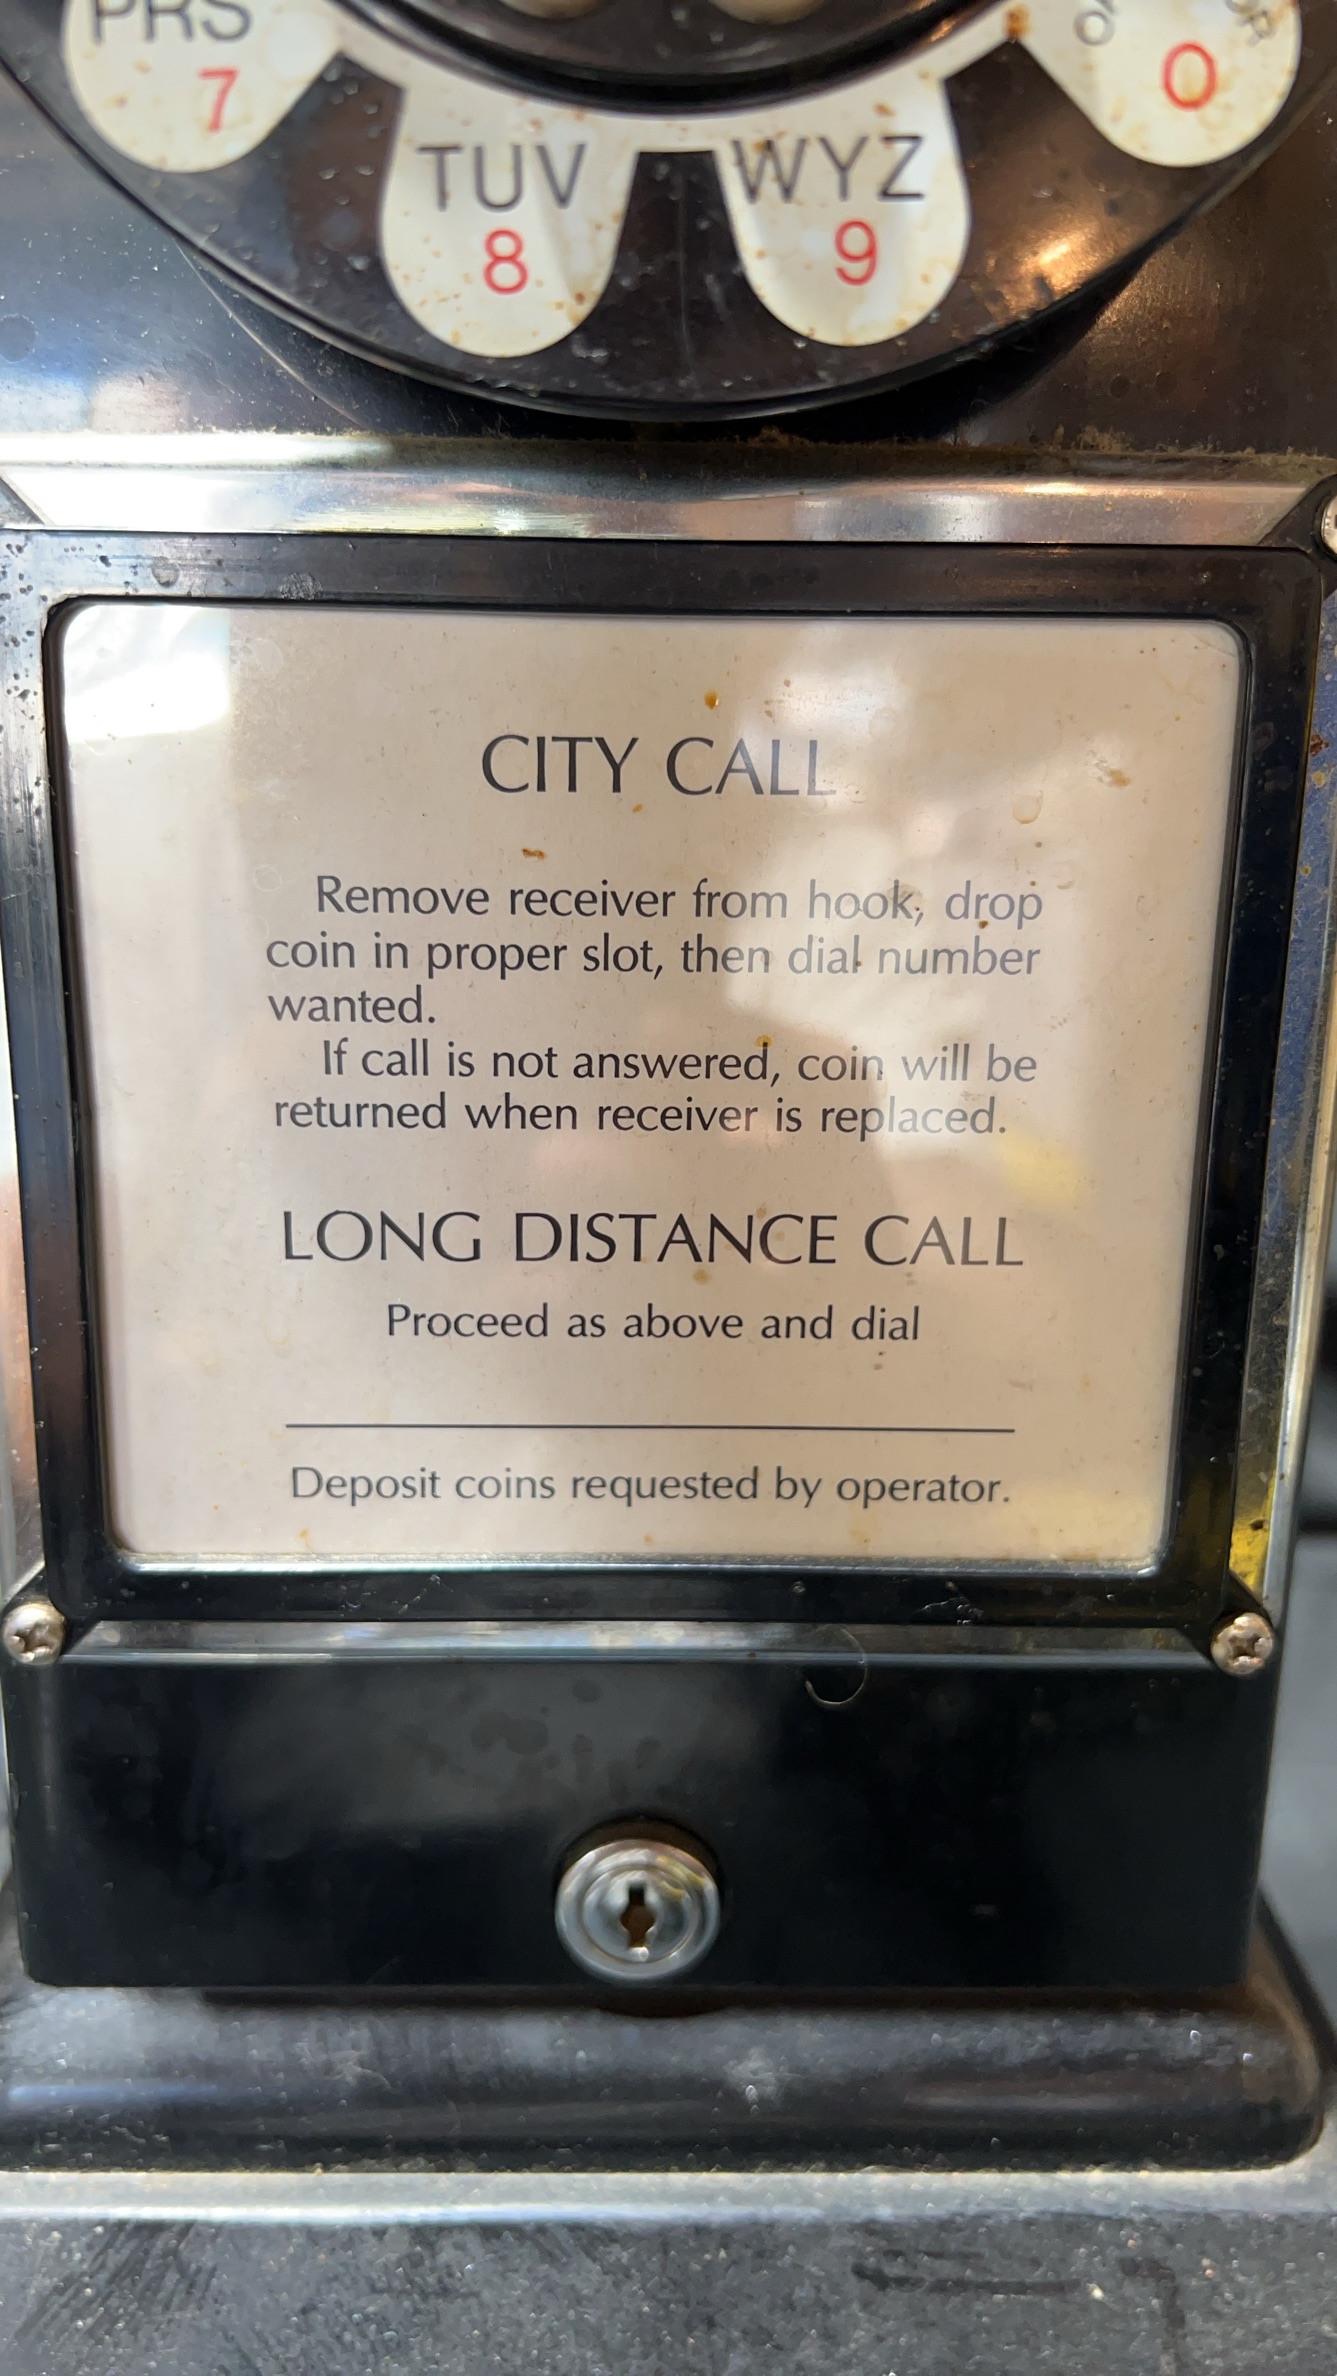 PRS
7
TUV
8
WYZ
9
0
CITY CALL
Remove receiver from hook, drop
coin in proper slot, then dial number
wanted.
If call is not answered, coin will be
returned when receiver is replaced.
LONG DISTANCE CALL
Proceed as above and dial
Deposit coins requested by operator.